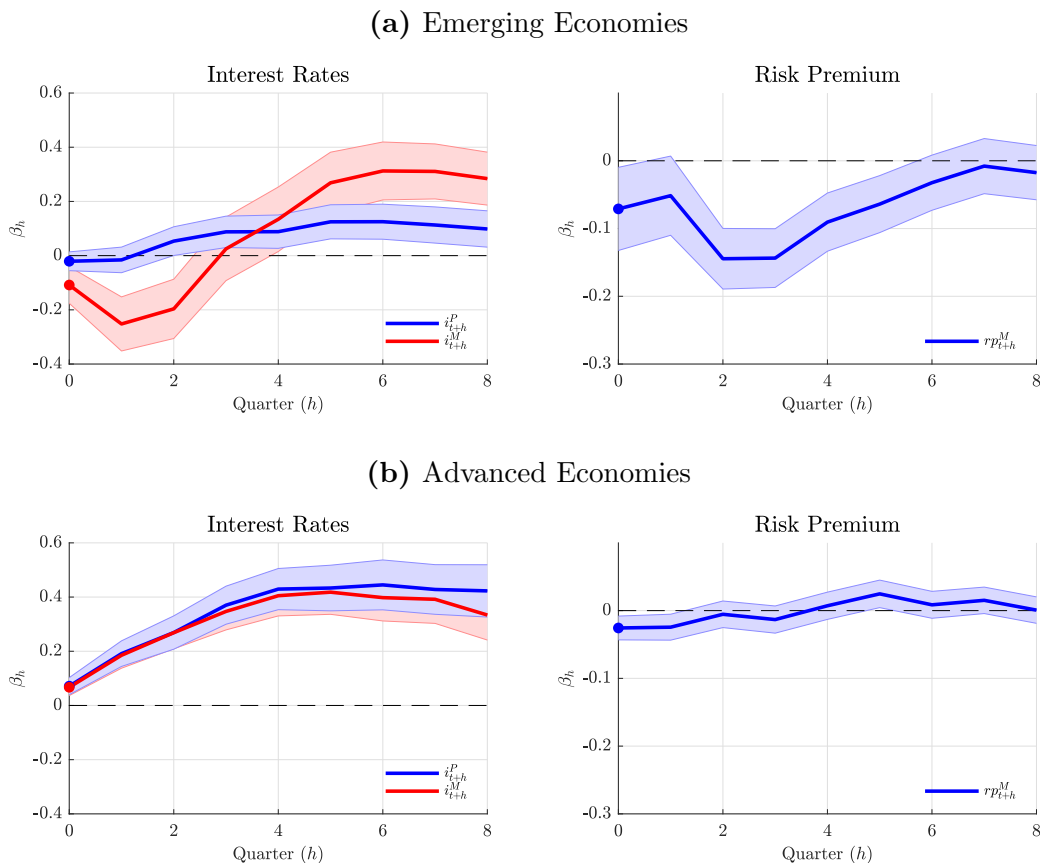 (a) Emerging Economies
Interest Rates
0.6
0.4
0.2
0
-0.2
-0.4
β_h
0 2 4 6 8
Quarter (h)
i^P_{t+h}
i^M_{t+h}
Risk Premium
0
-0.1
-0.2
-0.3
β_h
0 2 4 6 8
Quarter (h)
rp^M_{t+h}
(b) Advanced Economies
Interest Rates
0.6
0.4
0.2
0
-0.2
-0.4
β_h
0 2 4 6 8
Quarter (h)
i^P_{t+h}
i^M_{t+h}
Risk Premium
0
-0.1
-0.2
-0.3
β_h
0 2 4 6 8
Quarter (h)
rp^M_{t+h}